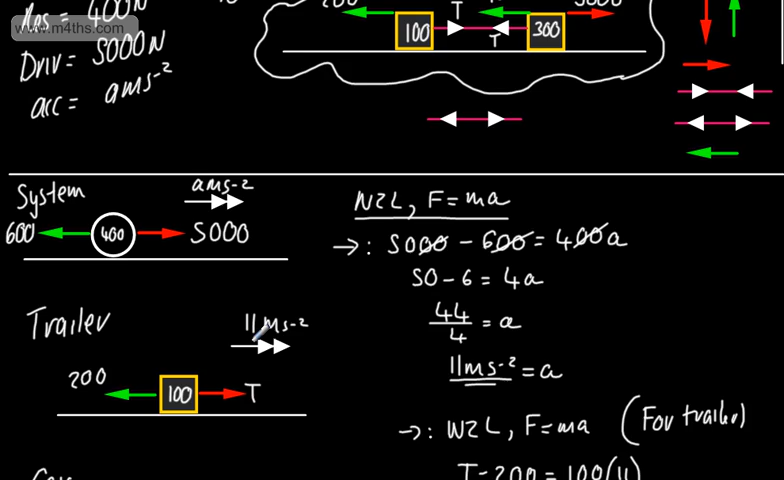 Res = 400N
www.m4ths.com
Driv = 5000N
acc = ams-2
T
100
300
T
System
ams-2
600
400
5000
N2L, F=ma
→: 5000 - 600 = 400a
50-6 = 4a
44/4 = a
11ms-2 = a
Trailer
11ms-2
200
100
T
→: N2L, F=ma (For trailer)
T-200 = 100(11)